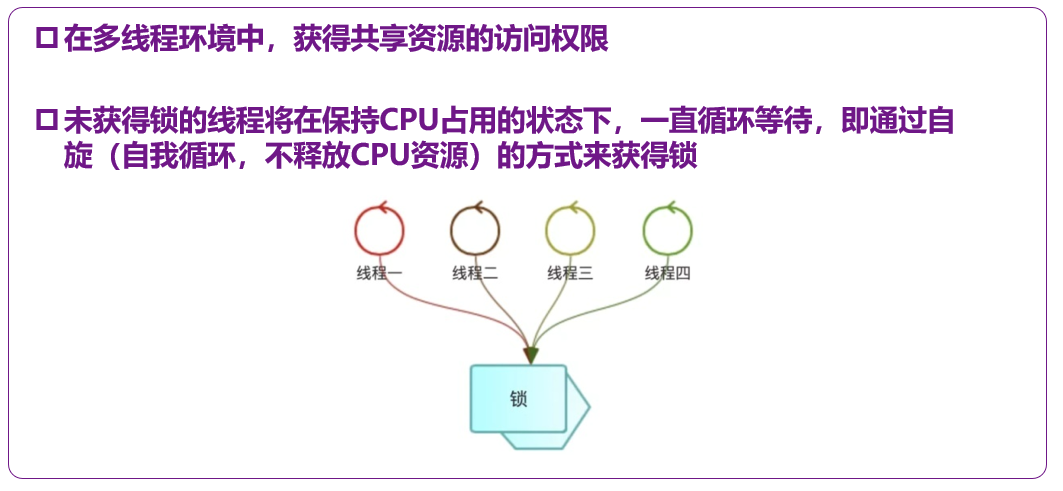 在多线程环境中，获得共享资源的访问权限
未获得锁的线程将在保持CPU占用的状态下，一直循环等待，即通过自
旋（自我循环，不释放CPU资源）的方式来获得锁
线程一 线程二 线程三 线程四
锁